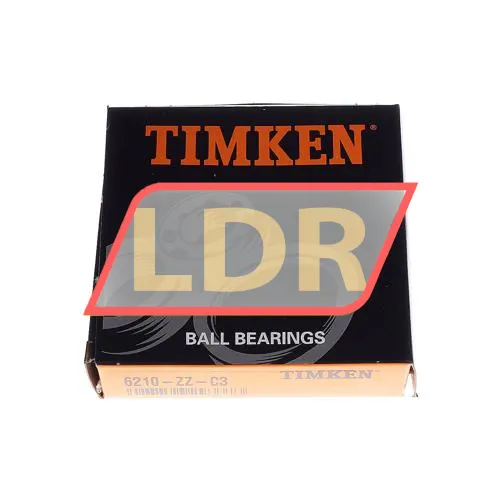 TIMKEN®
LDR
BALL BEARINGS
6210-ZZ-C3
TIMKEN